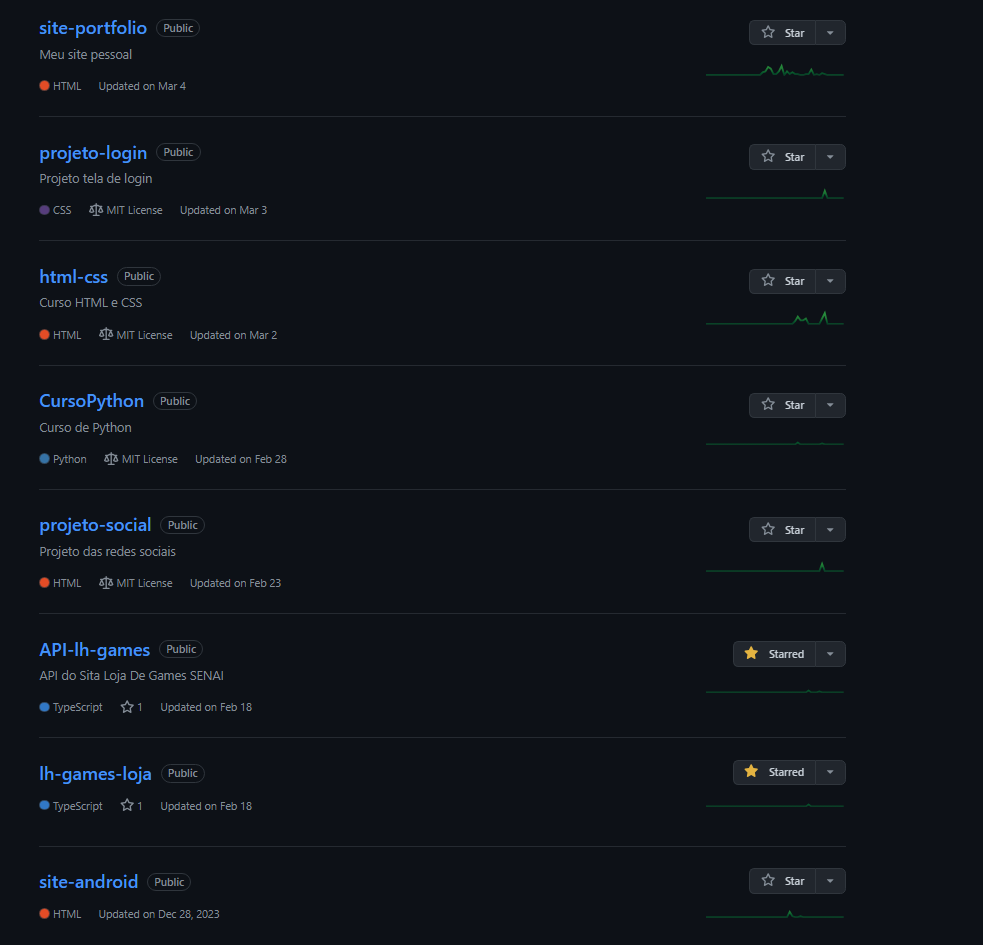 site-portfolio Public Star
Meu site pessoal
HTML Updated on Mar 4
projeto-login Public Star
Projeto tela de login
CSS MIT License Updated on Mar 3
html-css Public Star
Curso HTML e CSS
HTML MIT License Updated on Mar 2
CursoPython Public Star
Curso de Python
Python MIT License Updated on Feb 28
projeto-social Public Star
Projeto das redes sociais
HTML MIT License Updated on Feb 23
API-lh-games Public Starred
API do Sita Loja De Games SENAI
TypeScript 1 Updated on Feb 18
lh-games-loja Public Starred
TypeScript 1 Updated on Feb 18
site-android Public Star
HTML Updated on Dec 28, 2023